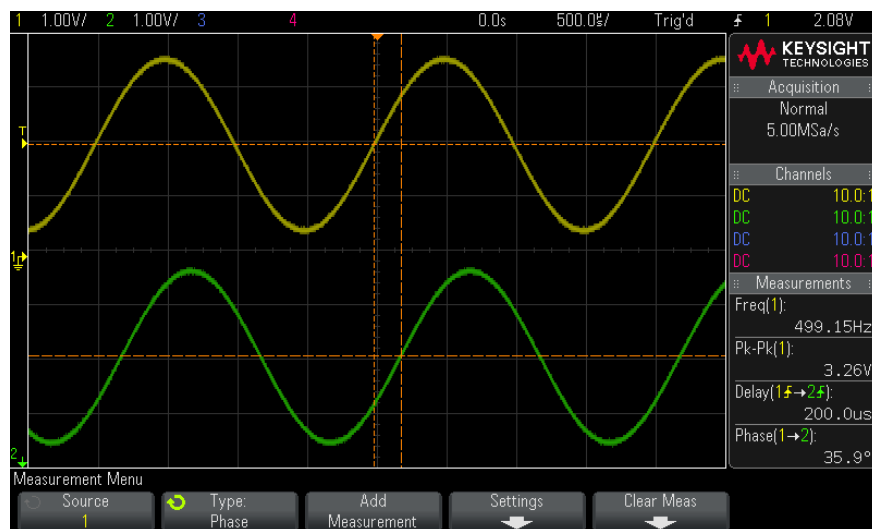 1 1.00V/ 2 1.00V/ 3 4 0.0s 500.0us/ Trig'd 1 2.08V
KEYSIGHT
TECHNOLOGIES
Acquisition
Normal
5.00MSa/s
Channels
DC 10.0:1
DC 10.0:1
DC 10.0:1
DC 10.0:1
Measurements
Freq(1):
499.15Hz
Pk-Pk(1):
3.26V
Delay(1→2):
200.0us
Phase(1→2):
35.9°
T
1
2
Measurement Menu
Source
1
Type:
Phase
Add
Measurement
Settings
Clear Meas